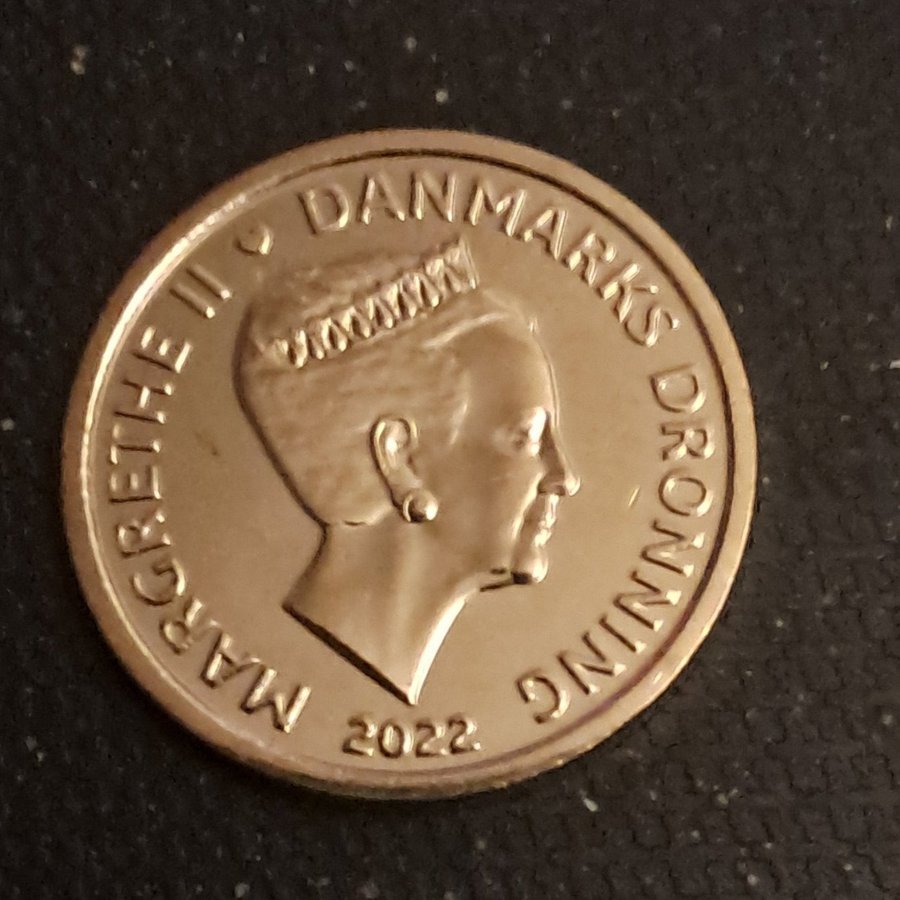 MARGRETHE II ♥ DANMARKS DRONNING
2022